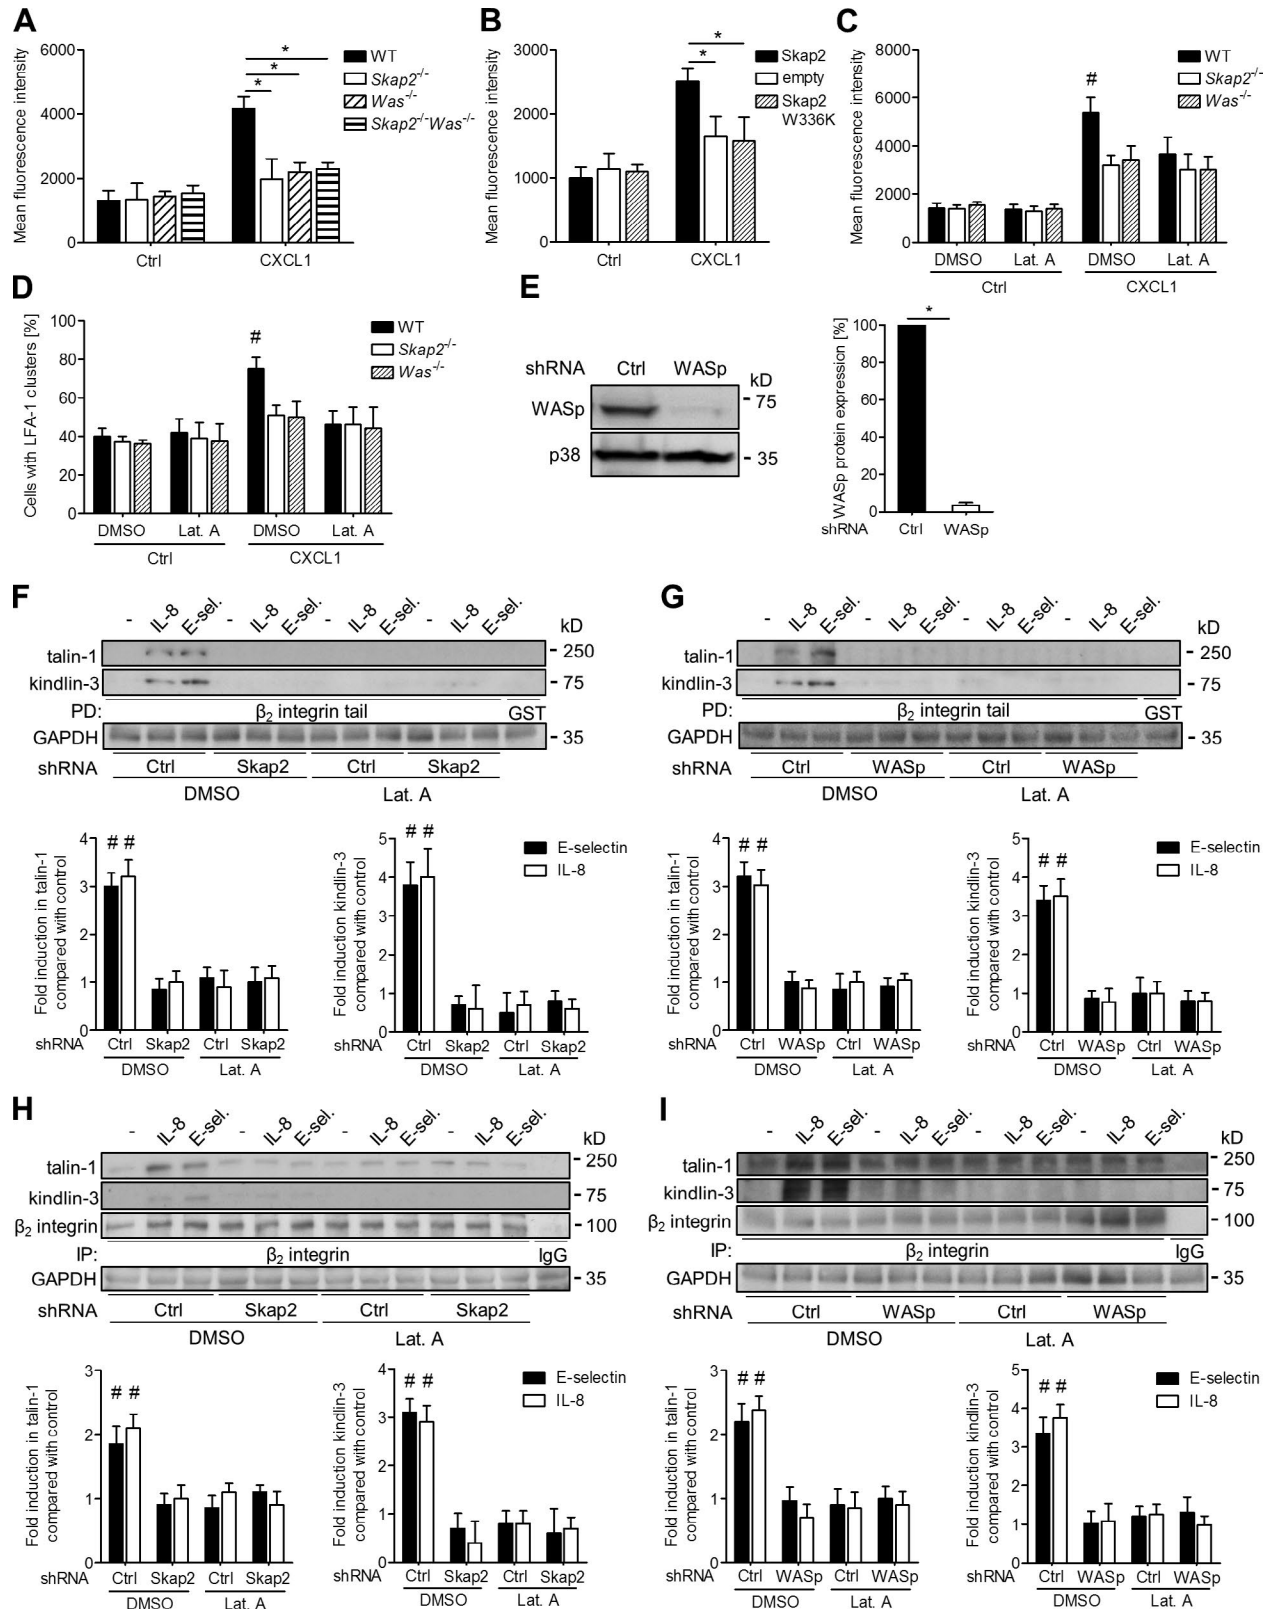 A
Mean fluorescence intensity
6000
4000
2000
0
* * *
Ctrl
CXCL1
WT
Skap2-/-
Was-/-
Skap2-/-Was-/-
B
Mean fluorescence intensity
3000
2000
1000
0
* *
Ctrl
CXCL1
Skap2
empty
Skap2
W336K
C
Mean fluorescence intensity
8000
6000
4000
2000
0
#
DMSO Lat. A DMSO Lat. A
Ctrl CXCL1
WT
Skap2-/-
Was-/-
D
Cells with LFA-1 clusters [%]
100
80
60
40
20
0
#
DMSO Lat. A DMSO Lat. A
Ctrl CXCL1
WT
Skap2-/-
Was-/-
E
shRNA Ctrl WASp kD
WASp - 75
p38 - 35
WASp protein expression [%]
100
80
60
40
20
0
*
shRNA Ctrl WASp
F
- IL-8 E-sel. - IL-8 E-sel. - IL-8 E-sel. - IL-8 E-sel. kD
talin-1 - 250
kindlin-3 - 75
PD: β2 integrin tail GST
GAPDH - 35
shRNA Ctrl Skap2 Ctrl Skap2
DMSO Lat. A
Fold induction in talin-1
compared with control
4
3
2
1
0
# #
shRNA Ctrl Skap2 Ctrl Skap2
DMSO Lat. A
Fold induction kindlin-3
compared with control
5
4
3
2
1
0
# #
shRNA Ctrl Skap2 Ctrl Skap2
DMSO Lat. A
E-selectin
IL-8
G
- IL-8 E-sel. - IL-8 E-sel. - IL-8 E-sel. - IL-8 E-sel. kD
talin-1 - 250
kindlin-3 - 75
PD: β2 integrin tail GST
GAPDH - 35
shRNA Ctrl WASp Ctrl WASp
DMSO Lat. A
Fold induction in talin-1
compared with control
4
3
2
1
0
# #
shRNA Ctrl WASp Ctrl WASp
DMSO Lat. A
Fold induction kindlin-3
compared with control
5
4
3
2
1
0
# #
shRNA Ctrl WASp Ctrl WASp
DMSO Lat. A
E-selectin
IL-8
H
- IL-8 E-sel. - IL-8 E-sel. - IL-8 E-sel. - IL-8 E-sel. kD
talin-1 - 250
kindlin-3 - 75
β2 integrin - 100
IP: β2 integrin IgG
GAPDH - 35
shRNA Ctrl Skap2 Ctrl Skap2
DMSO Lat. A
Fold induction in talin-1
compared with control
3
2
1
0
# #
shRNA Ctrl Skap2 Ctrl Skap2
DMSO Lat. A
Fold induction kindlin-3
compared with control
4
3
2
1
0
# #
shRNA Ctrl Skap2 Ctrl Skap2
DMSO Lat. A
E-selectin
IL-8
I
- IL-8 E-sel. - IL-8 E-sel. - IL-8 E-sel. - IL-8 E-sel. kD
talin-1 - 250
kindlin-3 - 75
β2 integrin - 100
IP: β2 integrin IgG
GAPDH - 35
shRNA Ctrl WASp Ctrl WASp
DMSO Lat. A
Fold induction in talin-1
compared with control
3
2
1
0
# #
shRNA Ctrl WASp Ctrl WASp
DMSO Lat. A
Fold induction kindlin-3
compared with control
5
4
3
2
1
0
# #
shRNA Ctrl WASp Ctrl WASp
DMSO Lat. A
E-selectin
IL-8